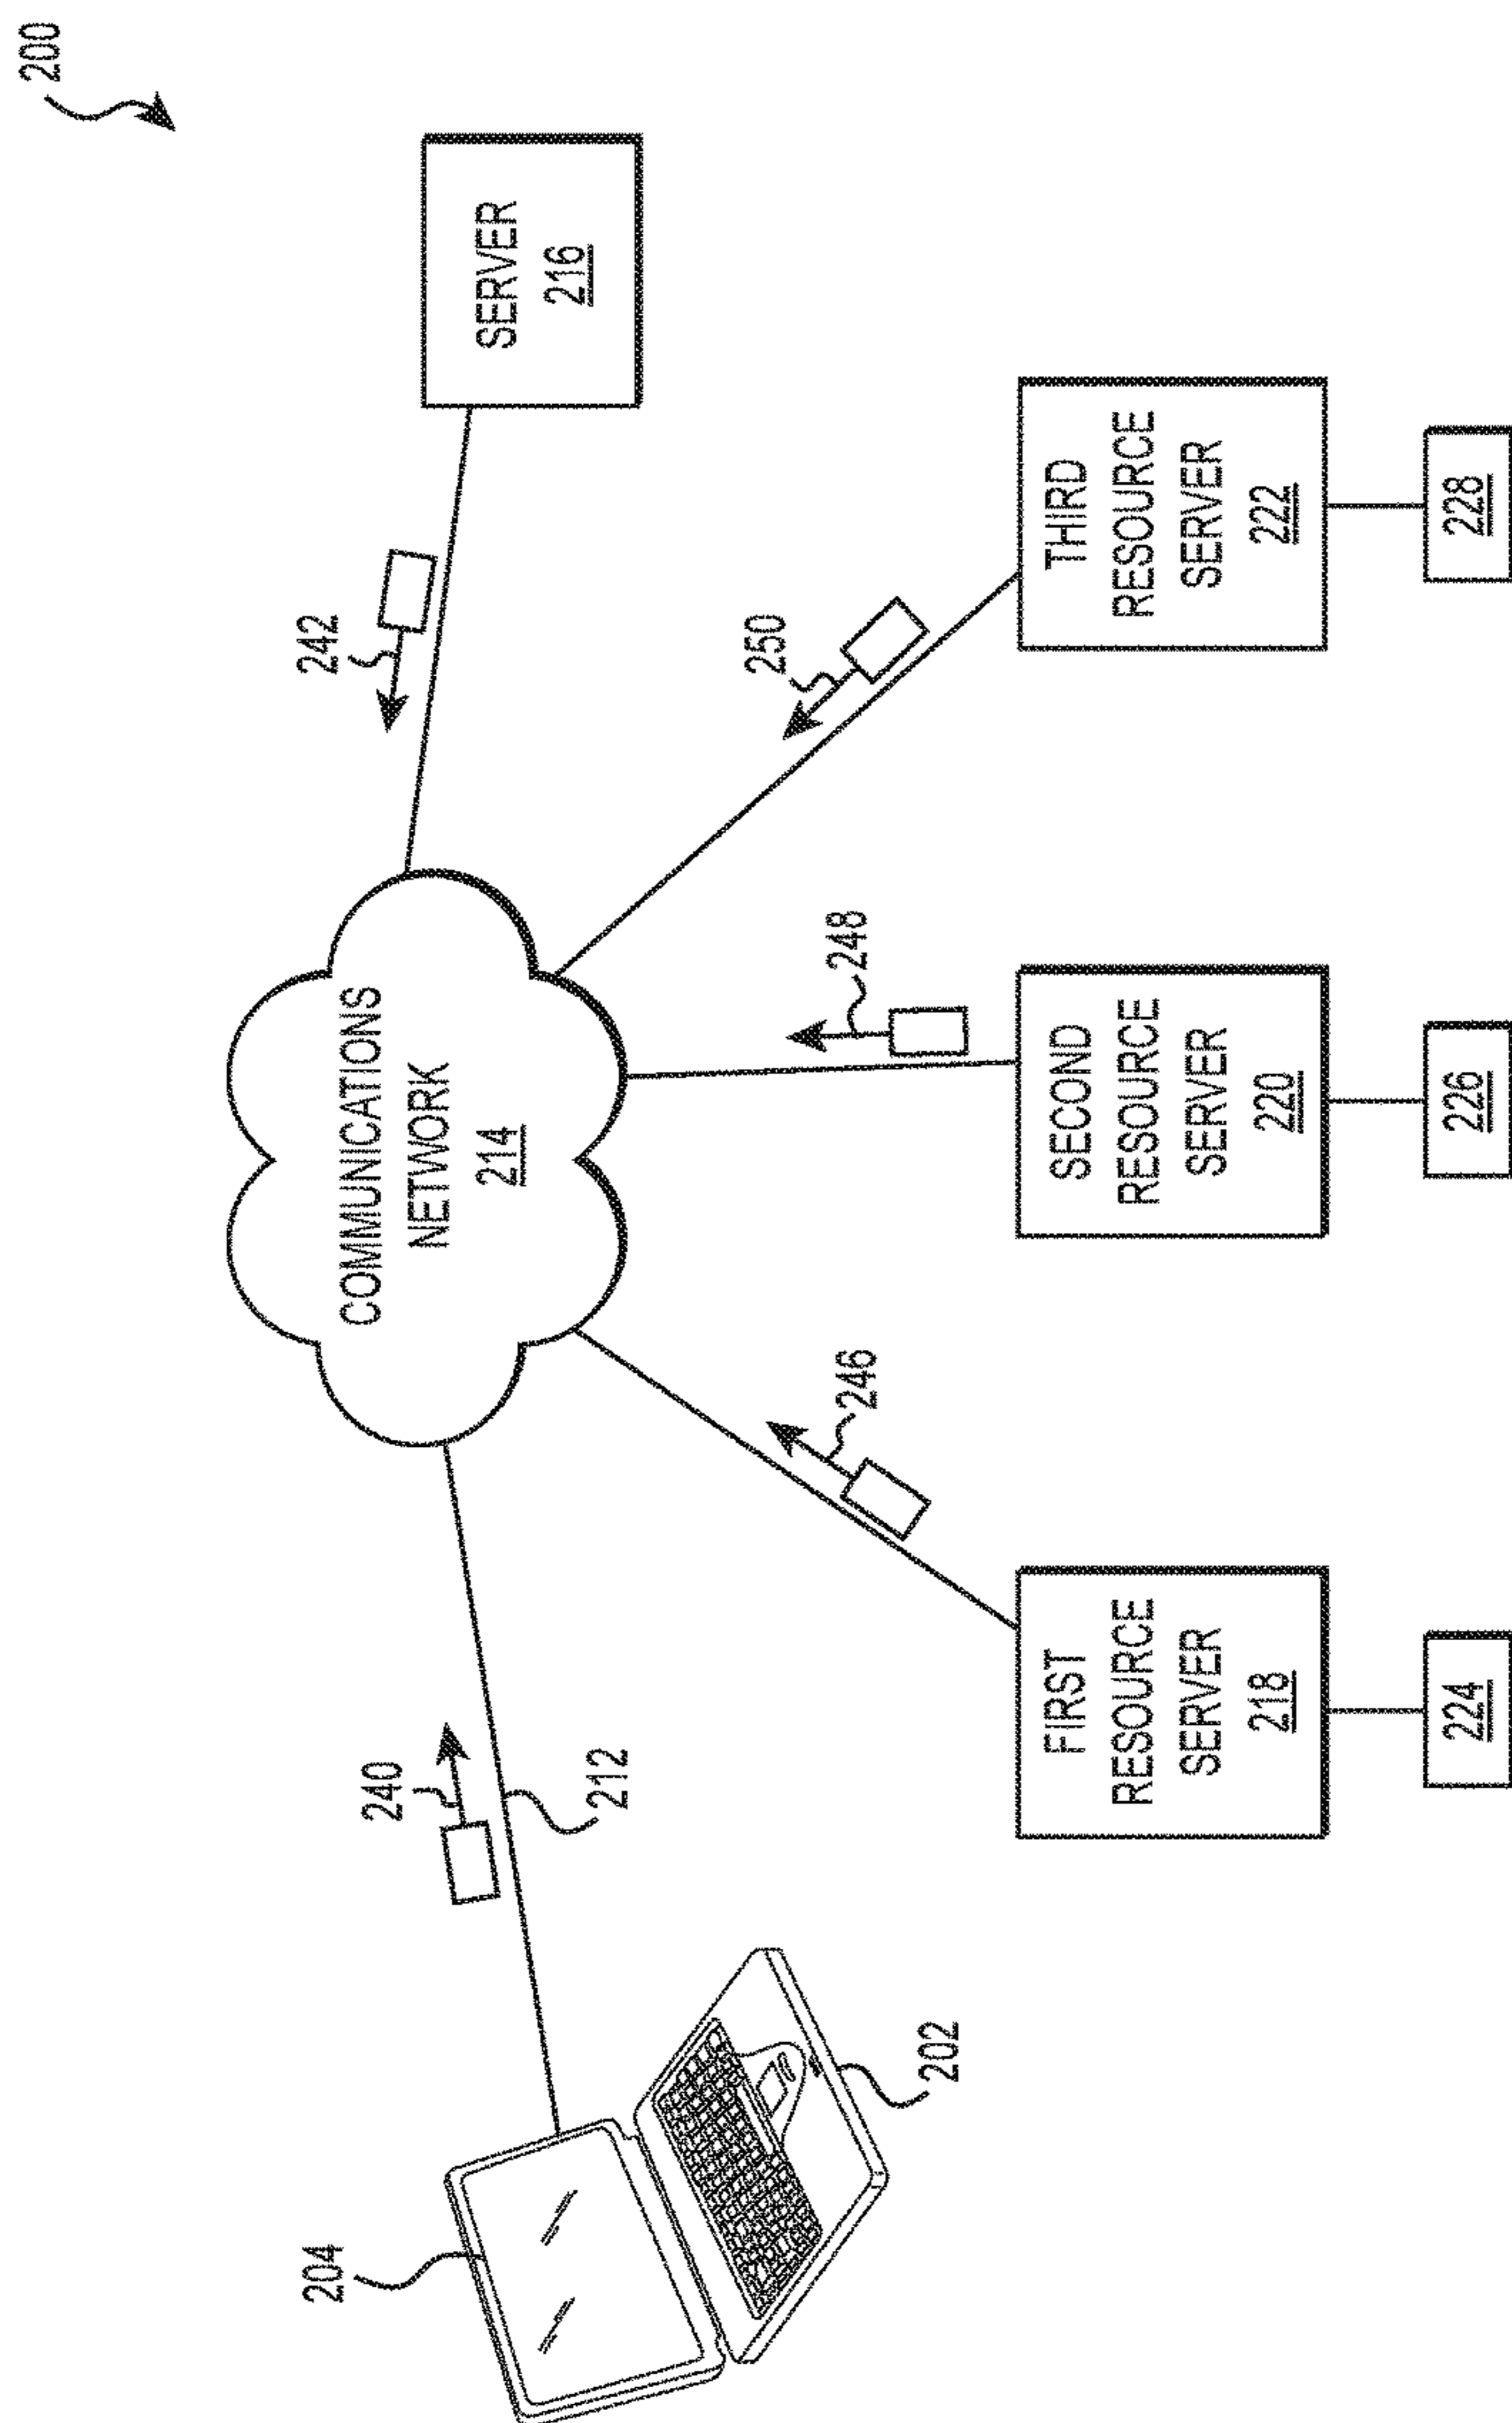 200
204
240
COMMUNICATIONS
NETWORK
214
242
SERVER
216
212
202
246
248
250
FIRST
RESOURCE
SERVER
218
SECOND
RESOURCE
SERVER
220
THIRD
RESOURCE
SERVER
222
224
226
228